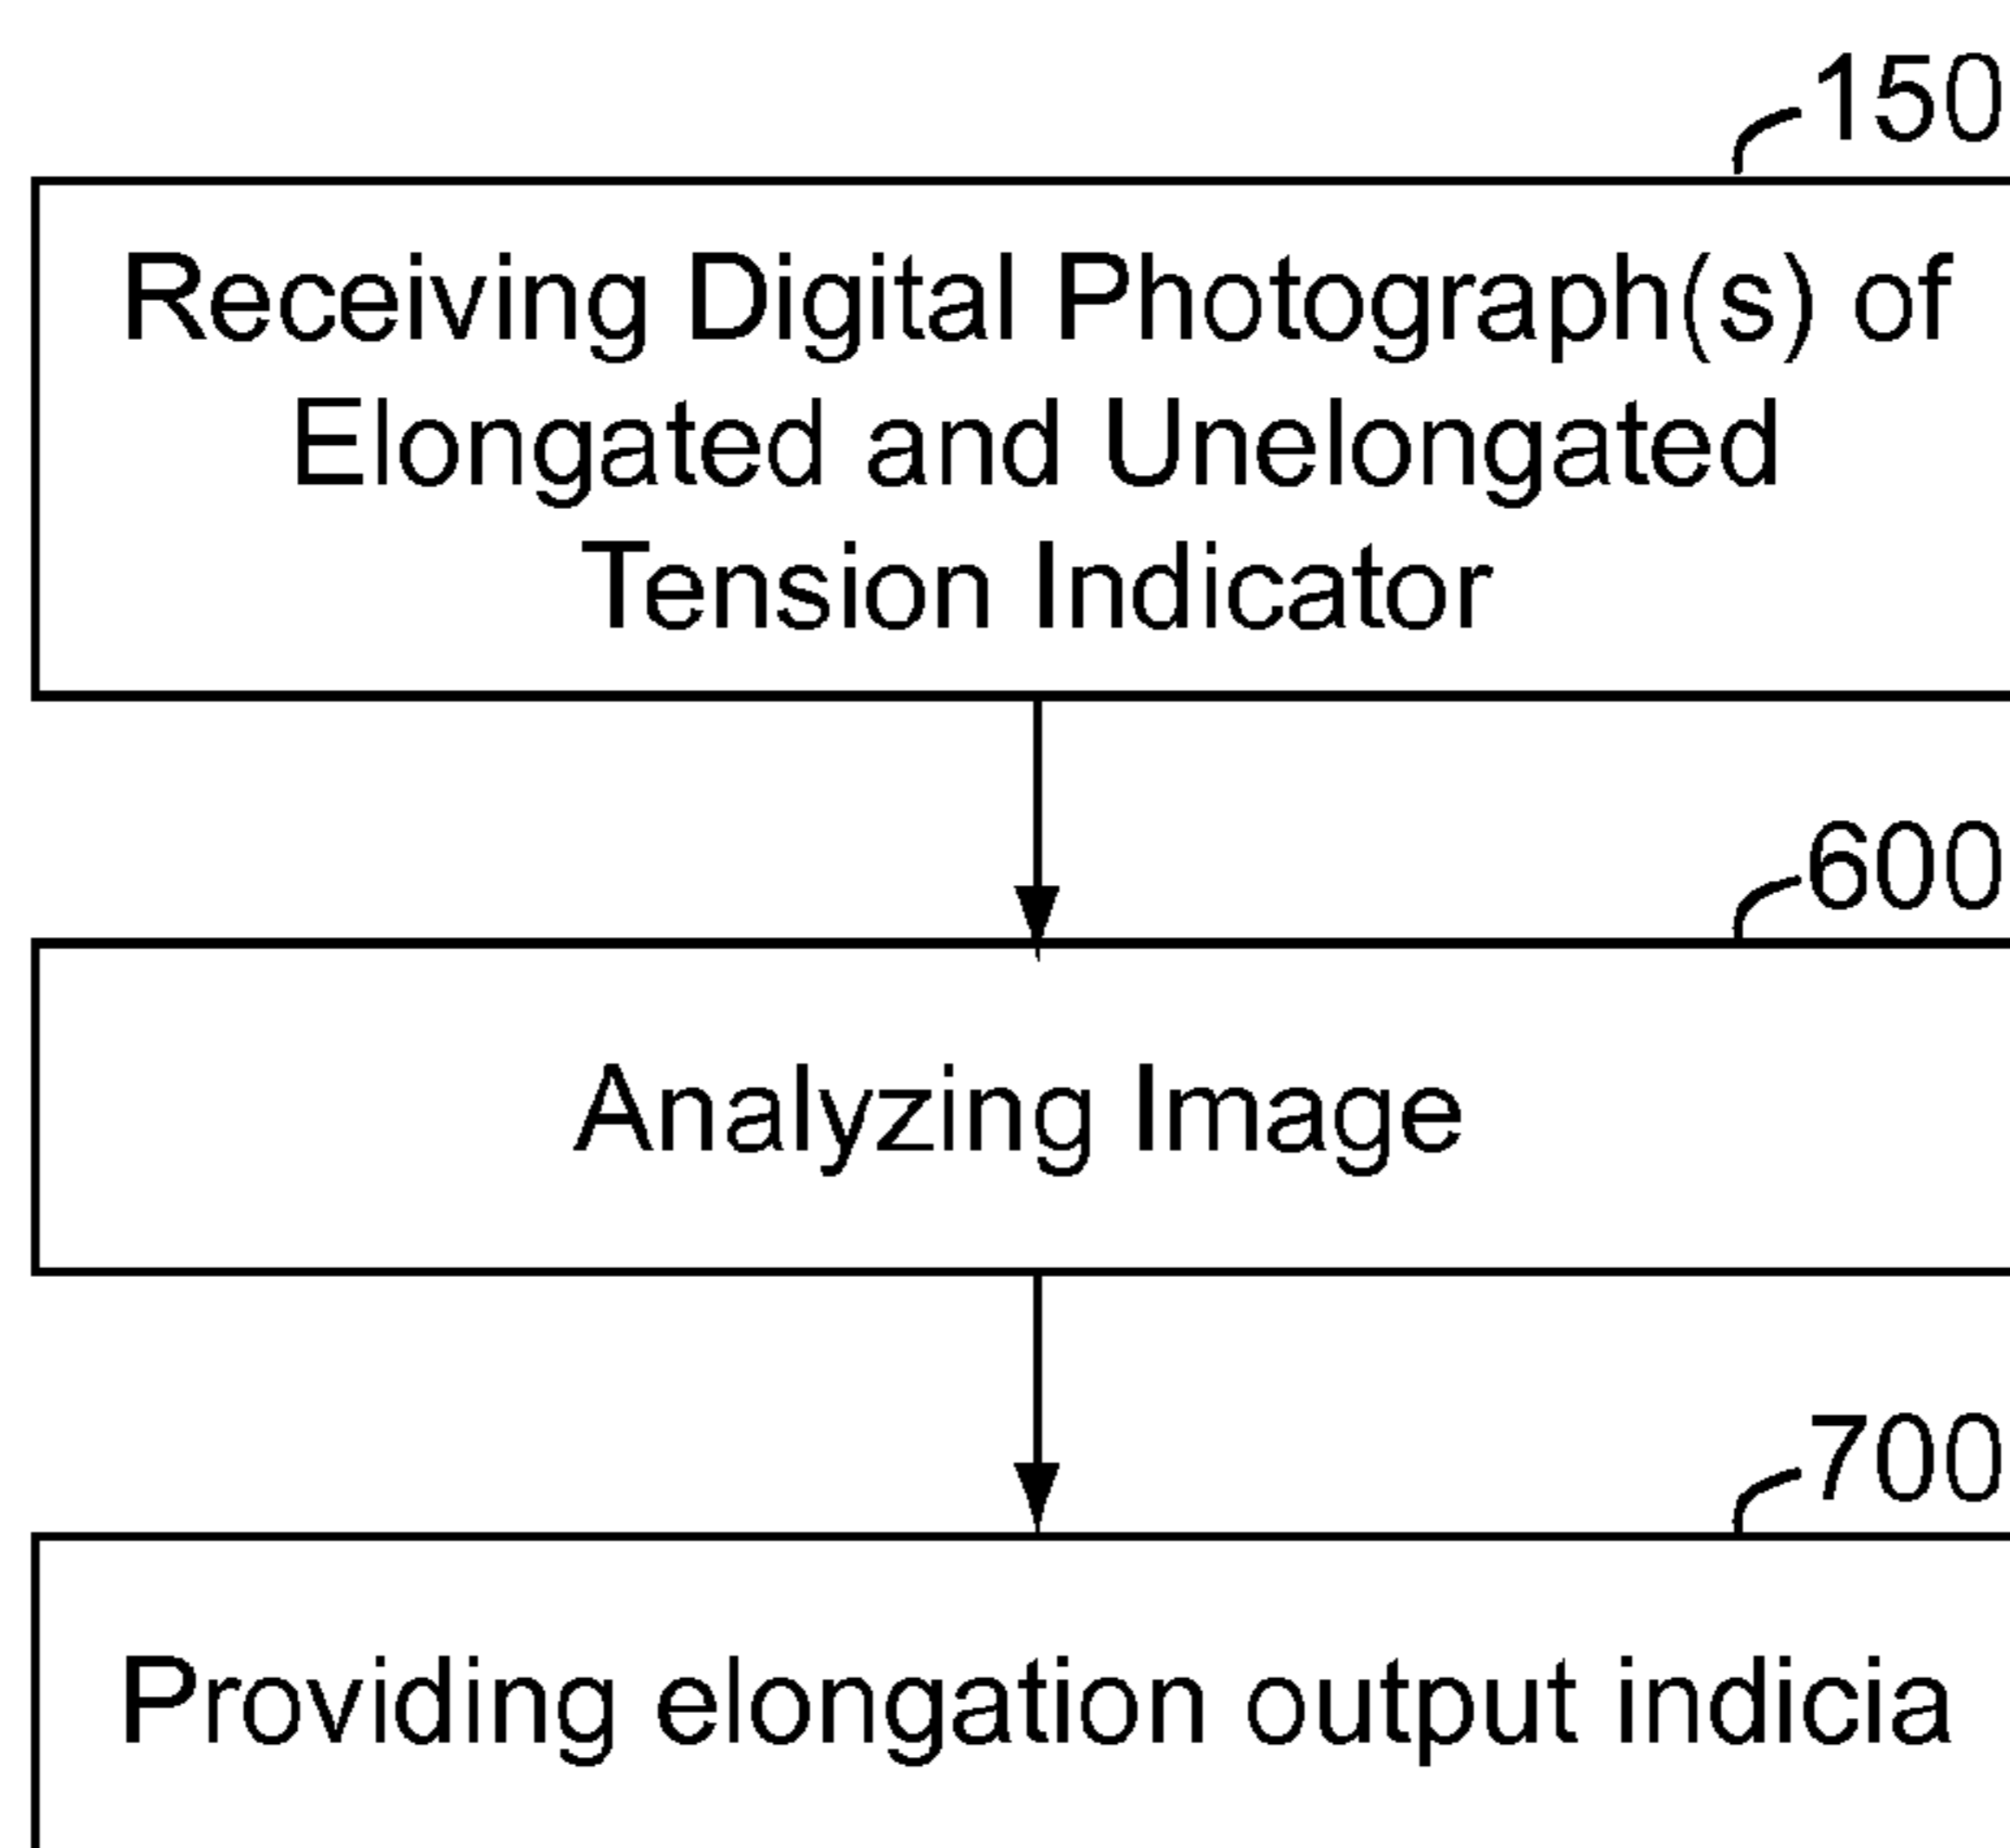 150
Receiving Digital Photograph(s) of
Elongated and Unelongated
Tension Indicator
600
Analyzing Image
700
Providing elongation output indicia